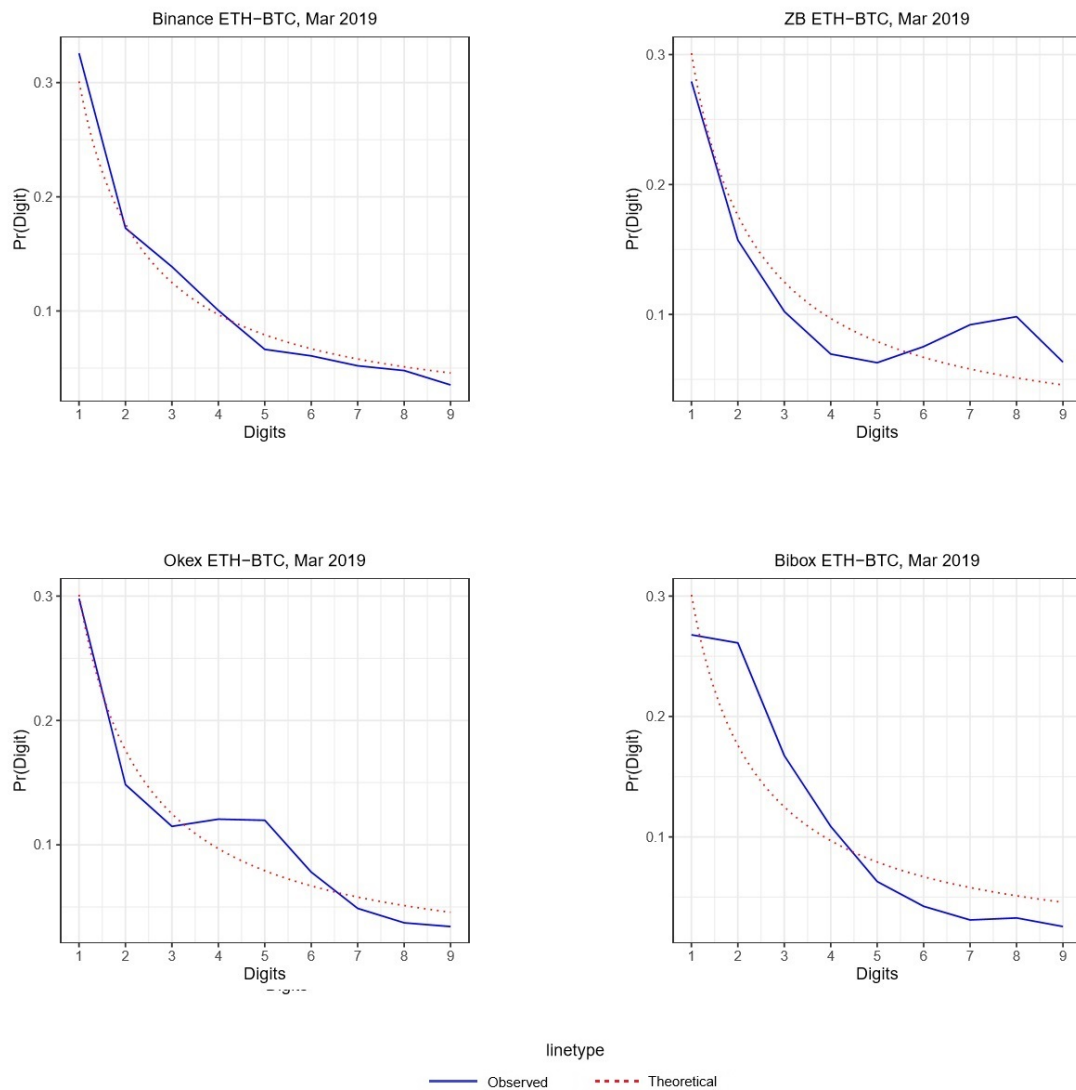 Binance ETH−BTC, Mar 2019
0.3
0.2
0.1
Pr(Digit)
1 2 3 4 5 6 7 8 9
Digits
ZB ETH−BTC, Mar 2019
0.3
0.2
0.1
Pr(Digit)
1 2 3 4 5 6 7 8 9
Digits
Okex ETH−BTC, Mar 2019
0.3
0.2
0.1
Pr(Digit)
1 2 3 4 5 6 7 8 9
Digits
Digits
Bibox ETH−BTC, Mar 2019
0.3
0.2
0.1
Pr(Digit)
1 2 3 4 5 6 7 8 9
Digits
linetype
Observed Theoretical